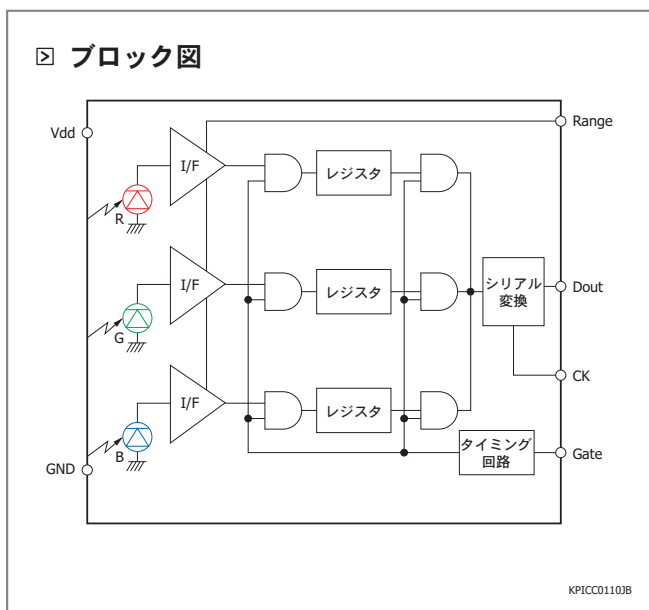 ブロック図
Vdd
Range
I/F
レジスタ
R
I/F
レジスタ
シリアル
変換
Dout
G
CK
I/F
レジスタ
タイミング
回路
Gate
B
GND
KPICC0110JB